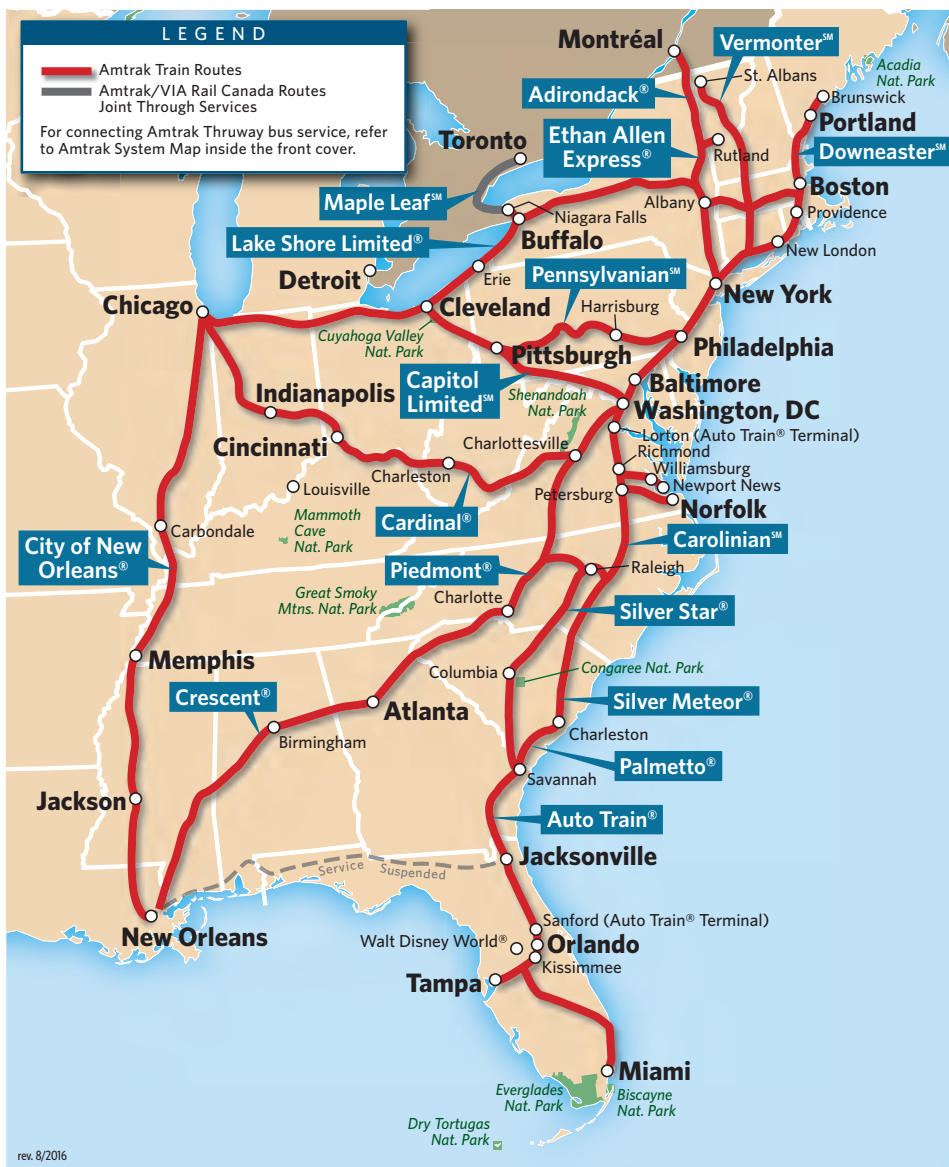 LEGEND
Amtrak Train Routes
Amtrak/VIA Rail Canada Routes
Joint Through Services
For connecting Amtrak Thruway bus service, refer
to Amtrak System Map inside the front cover.
Montréal
Vermonter℠
St. Albans
Acadia
Nat. Park
Adirondack®
Brunswick
Portland
Ethan Allen
Express®
Toronto
Rutland
Downeaster℠
Maple Leaf℠
Boston
Albany
Niagara Falls
Providence
Lake Shore Limited®
Buffalo
New London
Detroit
Erie
Pennsylvanian℠
New York
Chicago
Cleveland
Harrisburg
Cuyahoga Valley
Nat. Park
Pittsburgh
Philadelphia
Capitol
Limited℠
Baltimore
Shenandoah
Nat. Park
Indianapolis
Washington, DC
Cincinnati
Charlottesville
Lorton (Auto Train® Terminal)
Richmond
Charleston
Williamsburg
Newport News
Louisville
Petersburg
Norfolk
Mammoth
Cave
Nat. Park
Cardinal®
Carbondale
City of New
Orleans®
Carolinian℠
Piedmont®
Raleigh
Great Smoky
Mtns. Nat. Park
Charlotte
Silver Star®
Memphis
Columbia
Congaree Nat. Park
Crescent®
Silver Meteor®
Atlanta
Birmingham
Charleston
Palmetto®
Savannah
Jackson
Auto Train®
Jacksonville
Service Suspended
New Orleans
Sanford (Auto Train® Terminal)
Walt Disney World®
Orlando
Kissimmee
Tampa
Miami
Everglades
Nat. Park
Biscayne
Nat. Park
Dry Tortugas
Nat. Park
rev. 8/2016